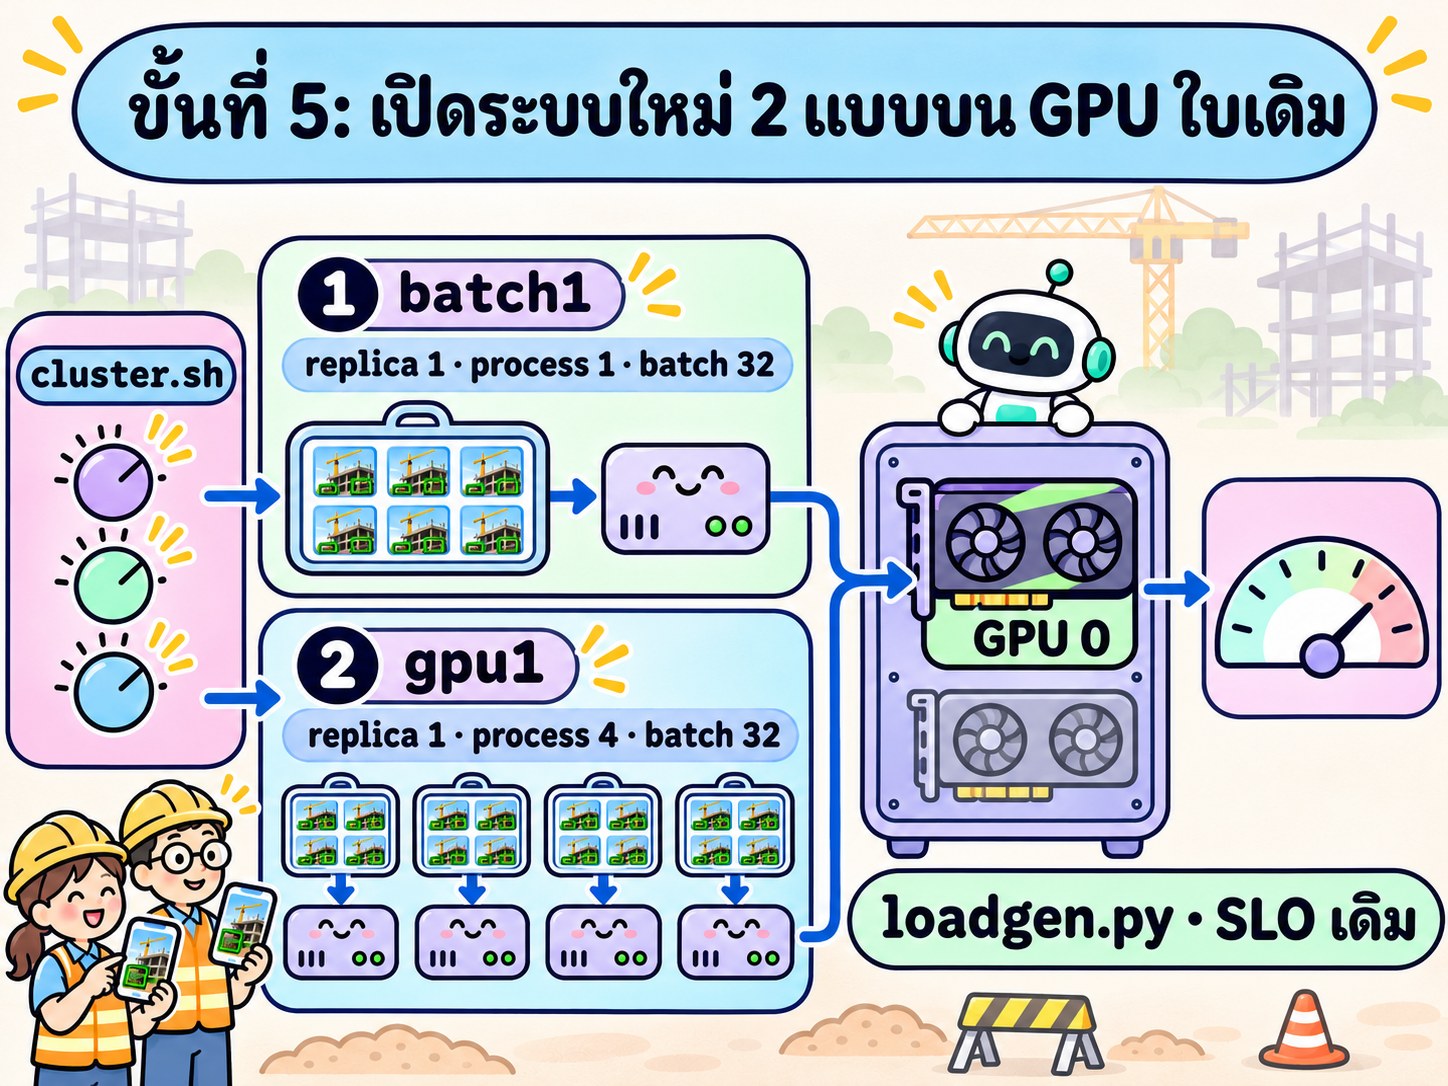 ขั้นที่ 5: เปิดระบบใหม่ 2 แบบบน GPU ใบเดิม
cluster.sh
1 batch1
replica 1 · process 1 · batch 32
2 gpu1
replica 1 · process 4 · batch 32
GPU 0
loadgen.py · SLO เดิม